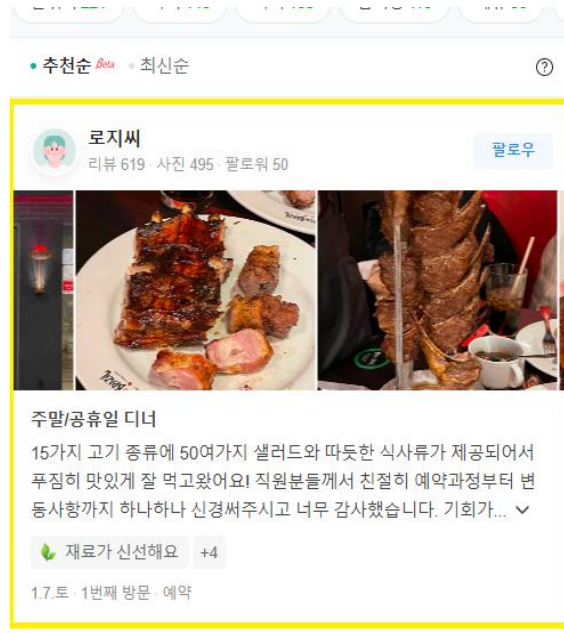 추천순 Beta 최신순
로지씨
리뷰 619 · 사진 495 · 팔로워 50
팔로우
주말/공휴일 디너
15가지 고기 종류에 50여가지 샐러드와 따듯한 식사류가 제공되어서
푸짐히 맛있게 잘 먹고왔어요! 직원분들께서 친절히 예약과정부터 변
동사항까지 하나하나 신경써주시고 너무 감사했습니다. 기회가...
재료가 신선해요 +4
1.7.토 · 1번째 방문 · 예약